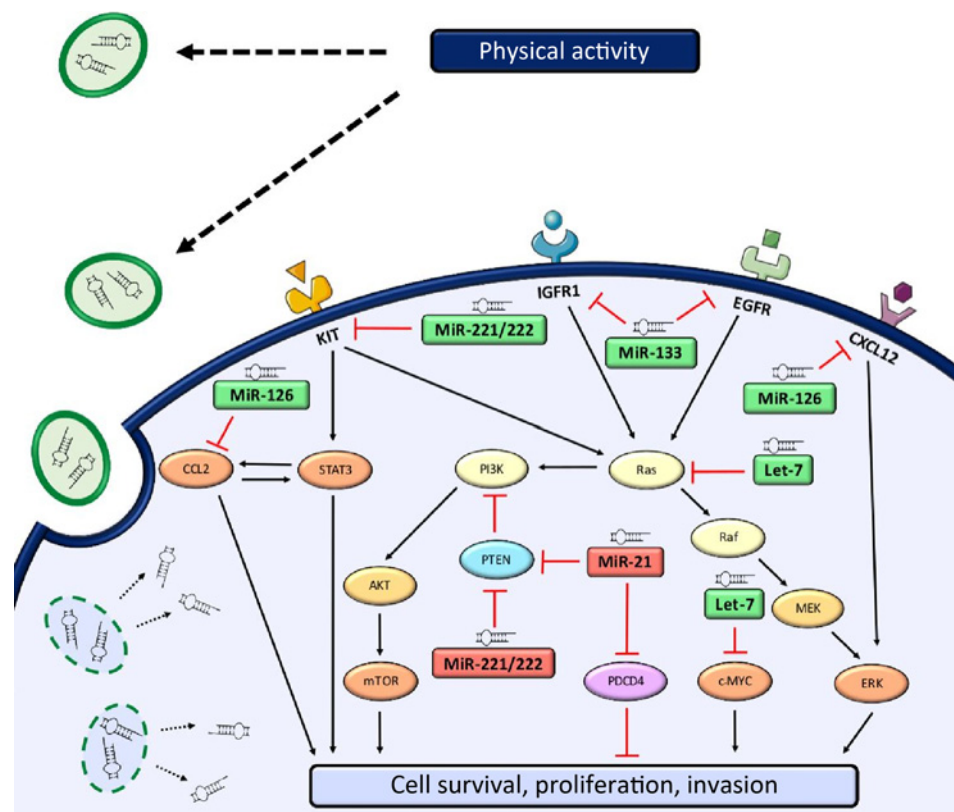 Physical activity
IGFR1
EGFR
KIT
MiR-221/222
MiR-133
CXCL12
MiR-126
MiR-126
CCL2
STAT3
PI3K
Ras
Let-7
Raf
PTEN
MiR-21
AKT
Let-7
MEK
MiR-221/222
mTOR
PDCD4
c-MYC
ERK
Cell survival, proliferation, invasion